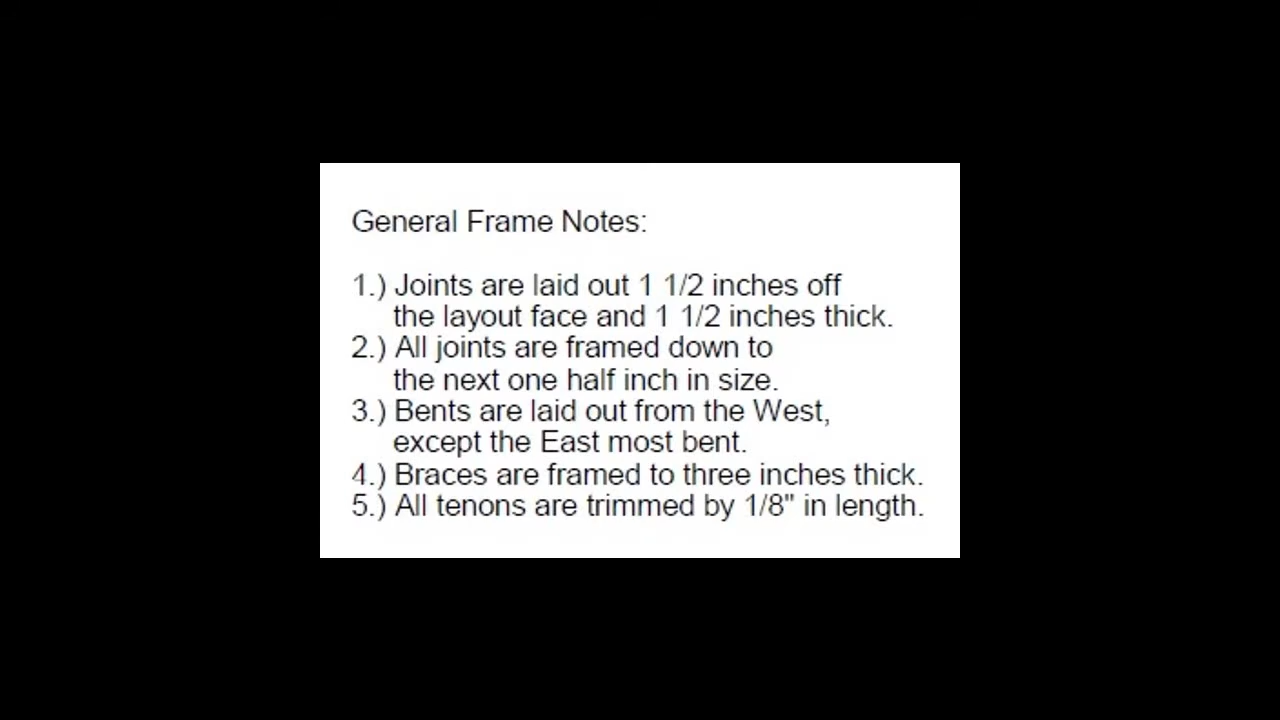 General Frame Notes:
1.) Joints are laid out 1 1/2 inches off
the layout face and 1 1/2 inches thick.
2.) All joints are framed down to
the next one half inch in size.
3.) Bents are laid out from the West,
except the East most bent.
4.) Braces are framed to three inches thick.
5.) All tenons are trimmed by 1/8" in length.